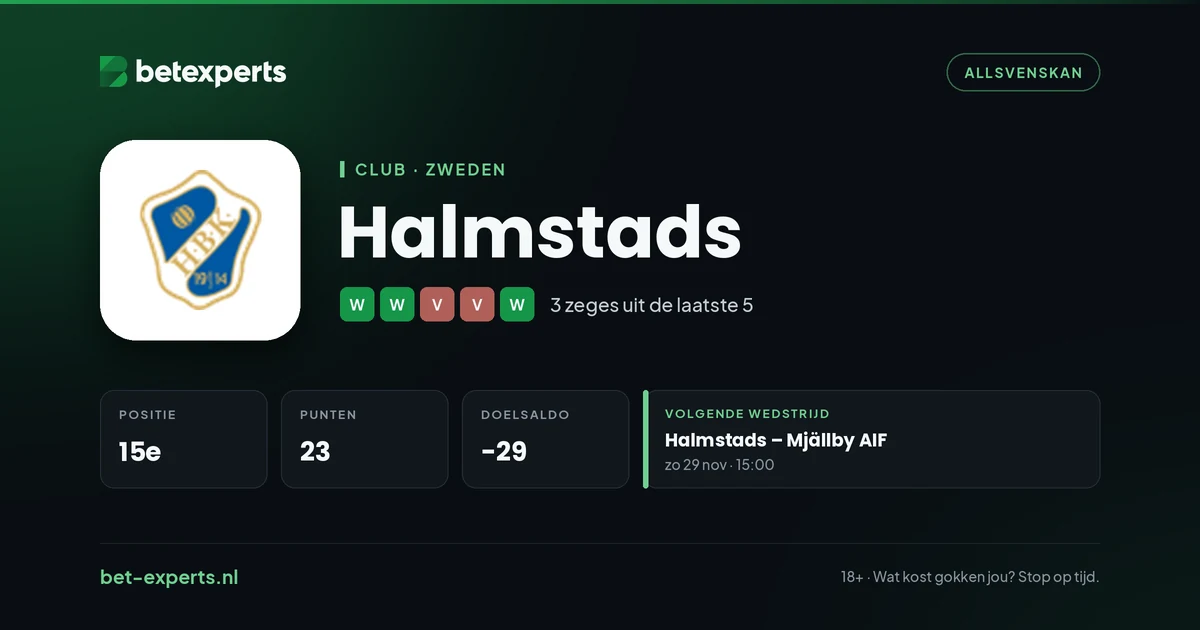 betexperts
ALLSVENSKAN
H.B.K.
19 14
CLUB · ZWEDEN
Halmstads
W W V V W 3 zeges uit de laatste 5
POSITIE
15e
PUNTEN
23
DOELSALDO
-29
VOLGENDE WEDSTRIJD
Halmstads – Mjällby AIF
zo 29 nov · 15:00
bet-experts.nl
18+ · Wat kost gokken jou? Stop op tijd.